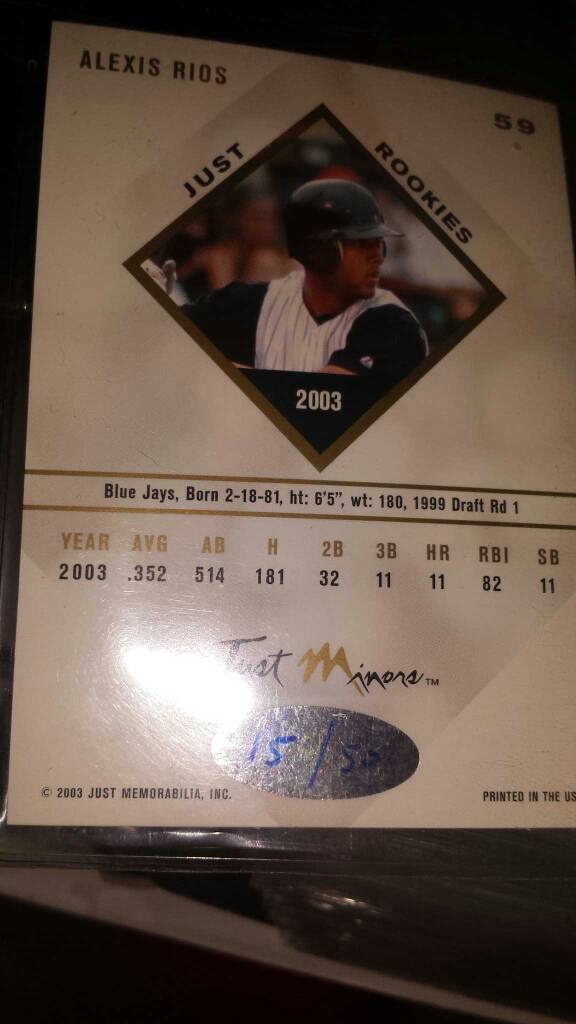 ALEXIS RIOS
59
JUST ROOKIES
2003
Blue Jays, Born 2-18-81, ht: 6'5", wt: 180, 1999 Draft Rd 1
YEAR AVG AB H 2B 3B HR RBI SB
2003 .352 514 181 32 11 11 82 11
Just Minors™
15/50
© 2003 JUST MEMORABILIA, INC.
PRINTED IN THE US